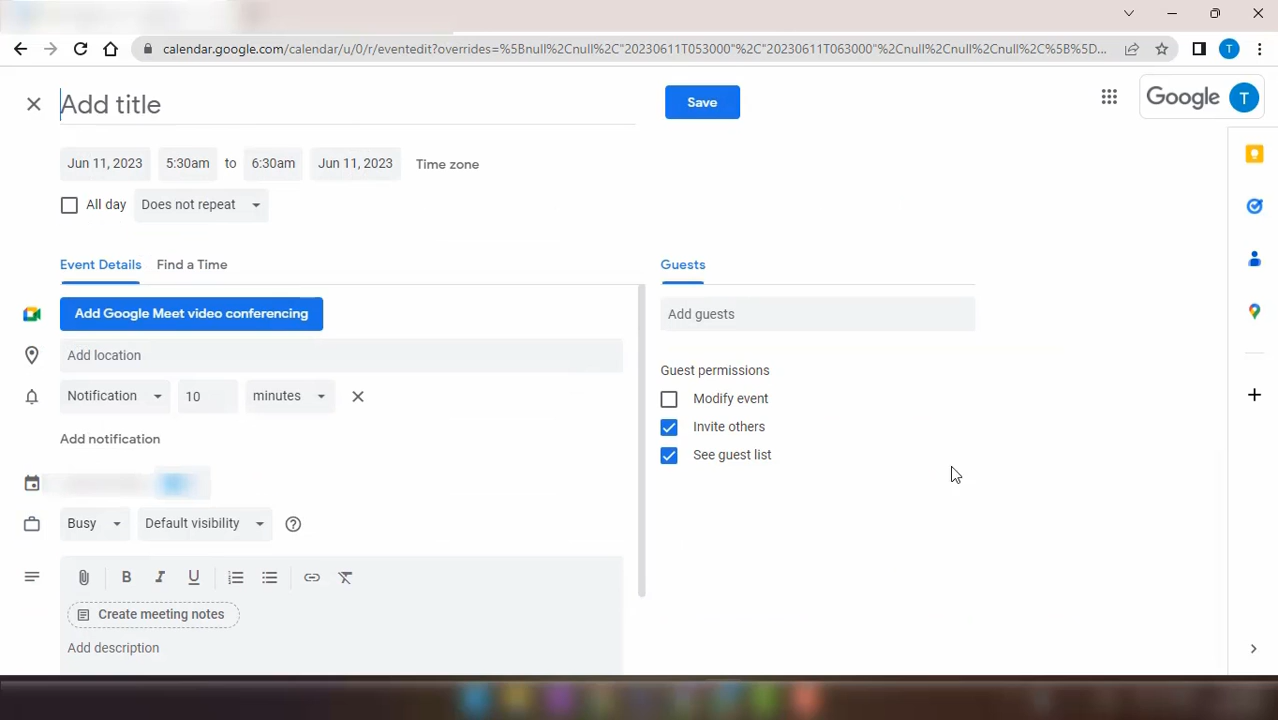 calendar.google.com/calendar/u/0/r/eventedit?overrides=%5Bnull%2Cnull%2C"20230611T053000"%2C"20230611T063000"%2Cnull%2Cnull%2Cnull%2C%5B%5D...
T
Add title
Save
Google
T
Jun 11, 2023
5:30am
to
6:30am
Jun 11, 2023
Time zone
All day
Does not repeat
Event Details
Find a Time
Guests
Add Google Meet video conferencing
Add guests
Add location
Guest permissions
Notification
10
minutes
Modify event
Invite others
Add notification
See guest list
Busy
Default visibility
B I U
Create meeting notes
Add description